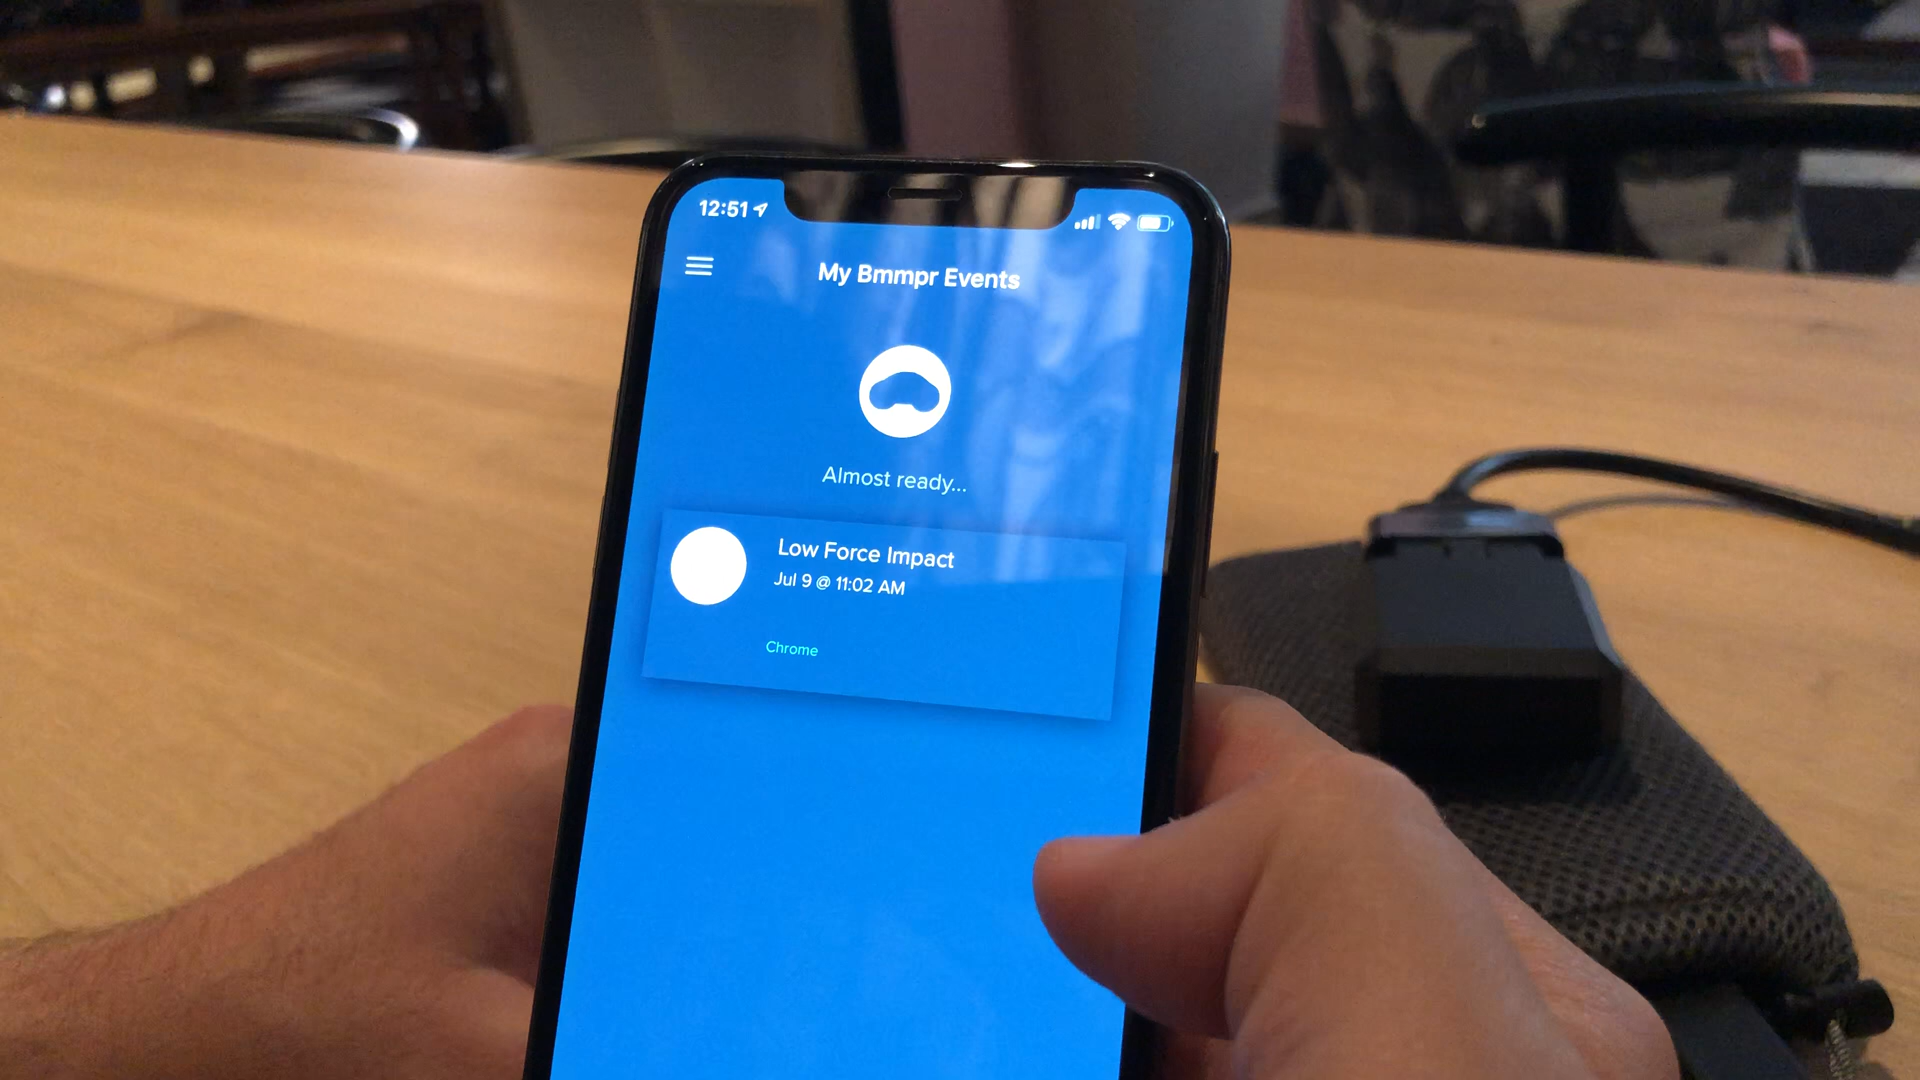 12:51
My Bmmpr Events
Almost ready...
Low Force Impact
Jul 9 @ 11:02 AM
Chrome